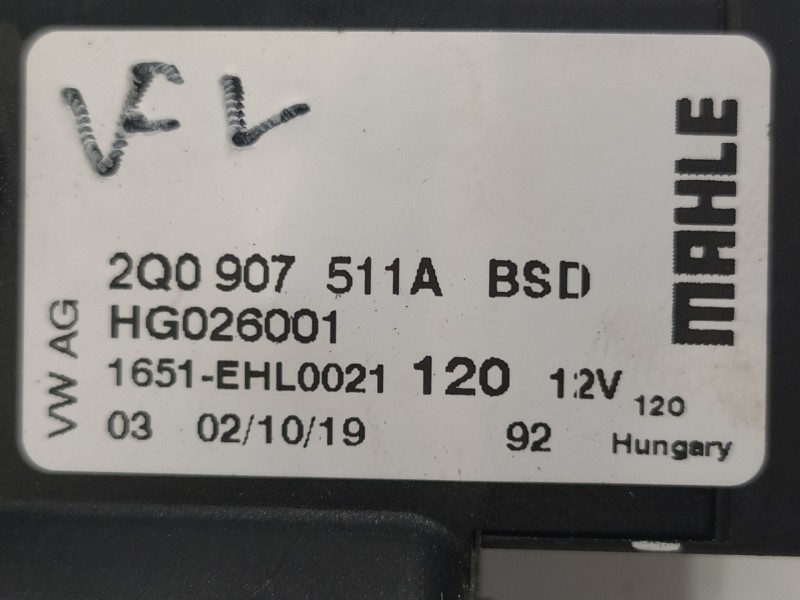 VFL
MAHLE
VW AG
2Q0 907 511A BSD
HG026001
1651-EHL0021 120 12V 120
03 02/10/19 92 Hungary